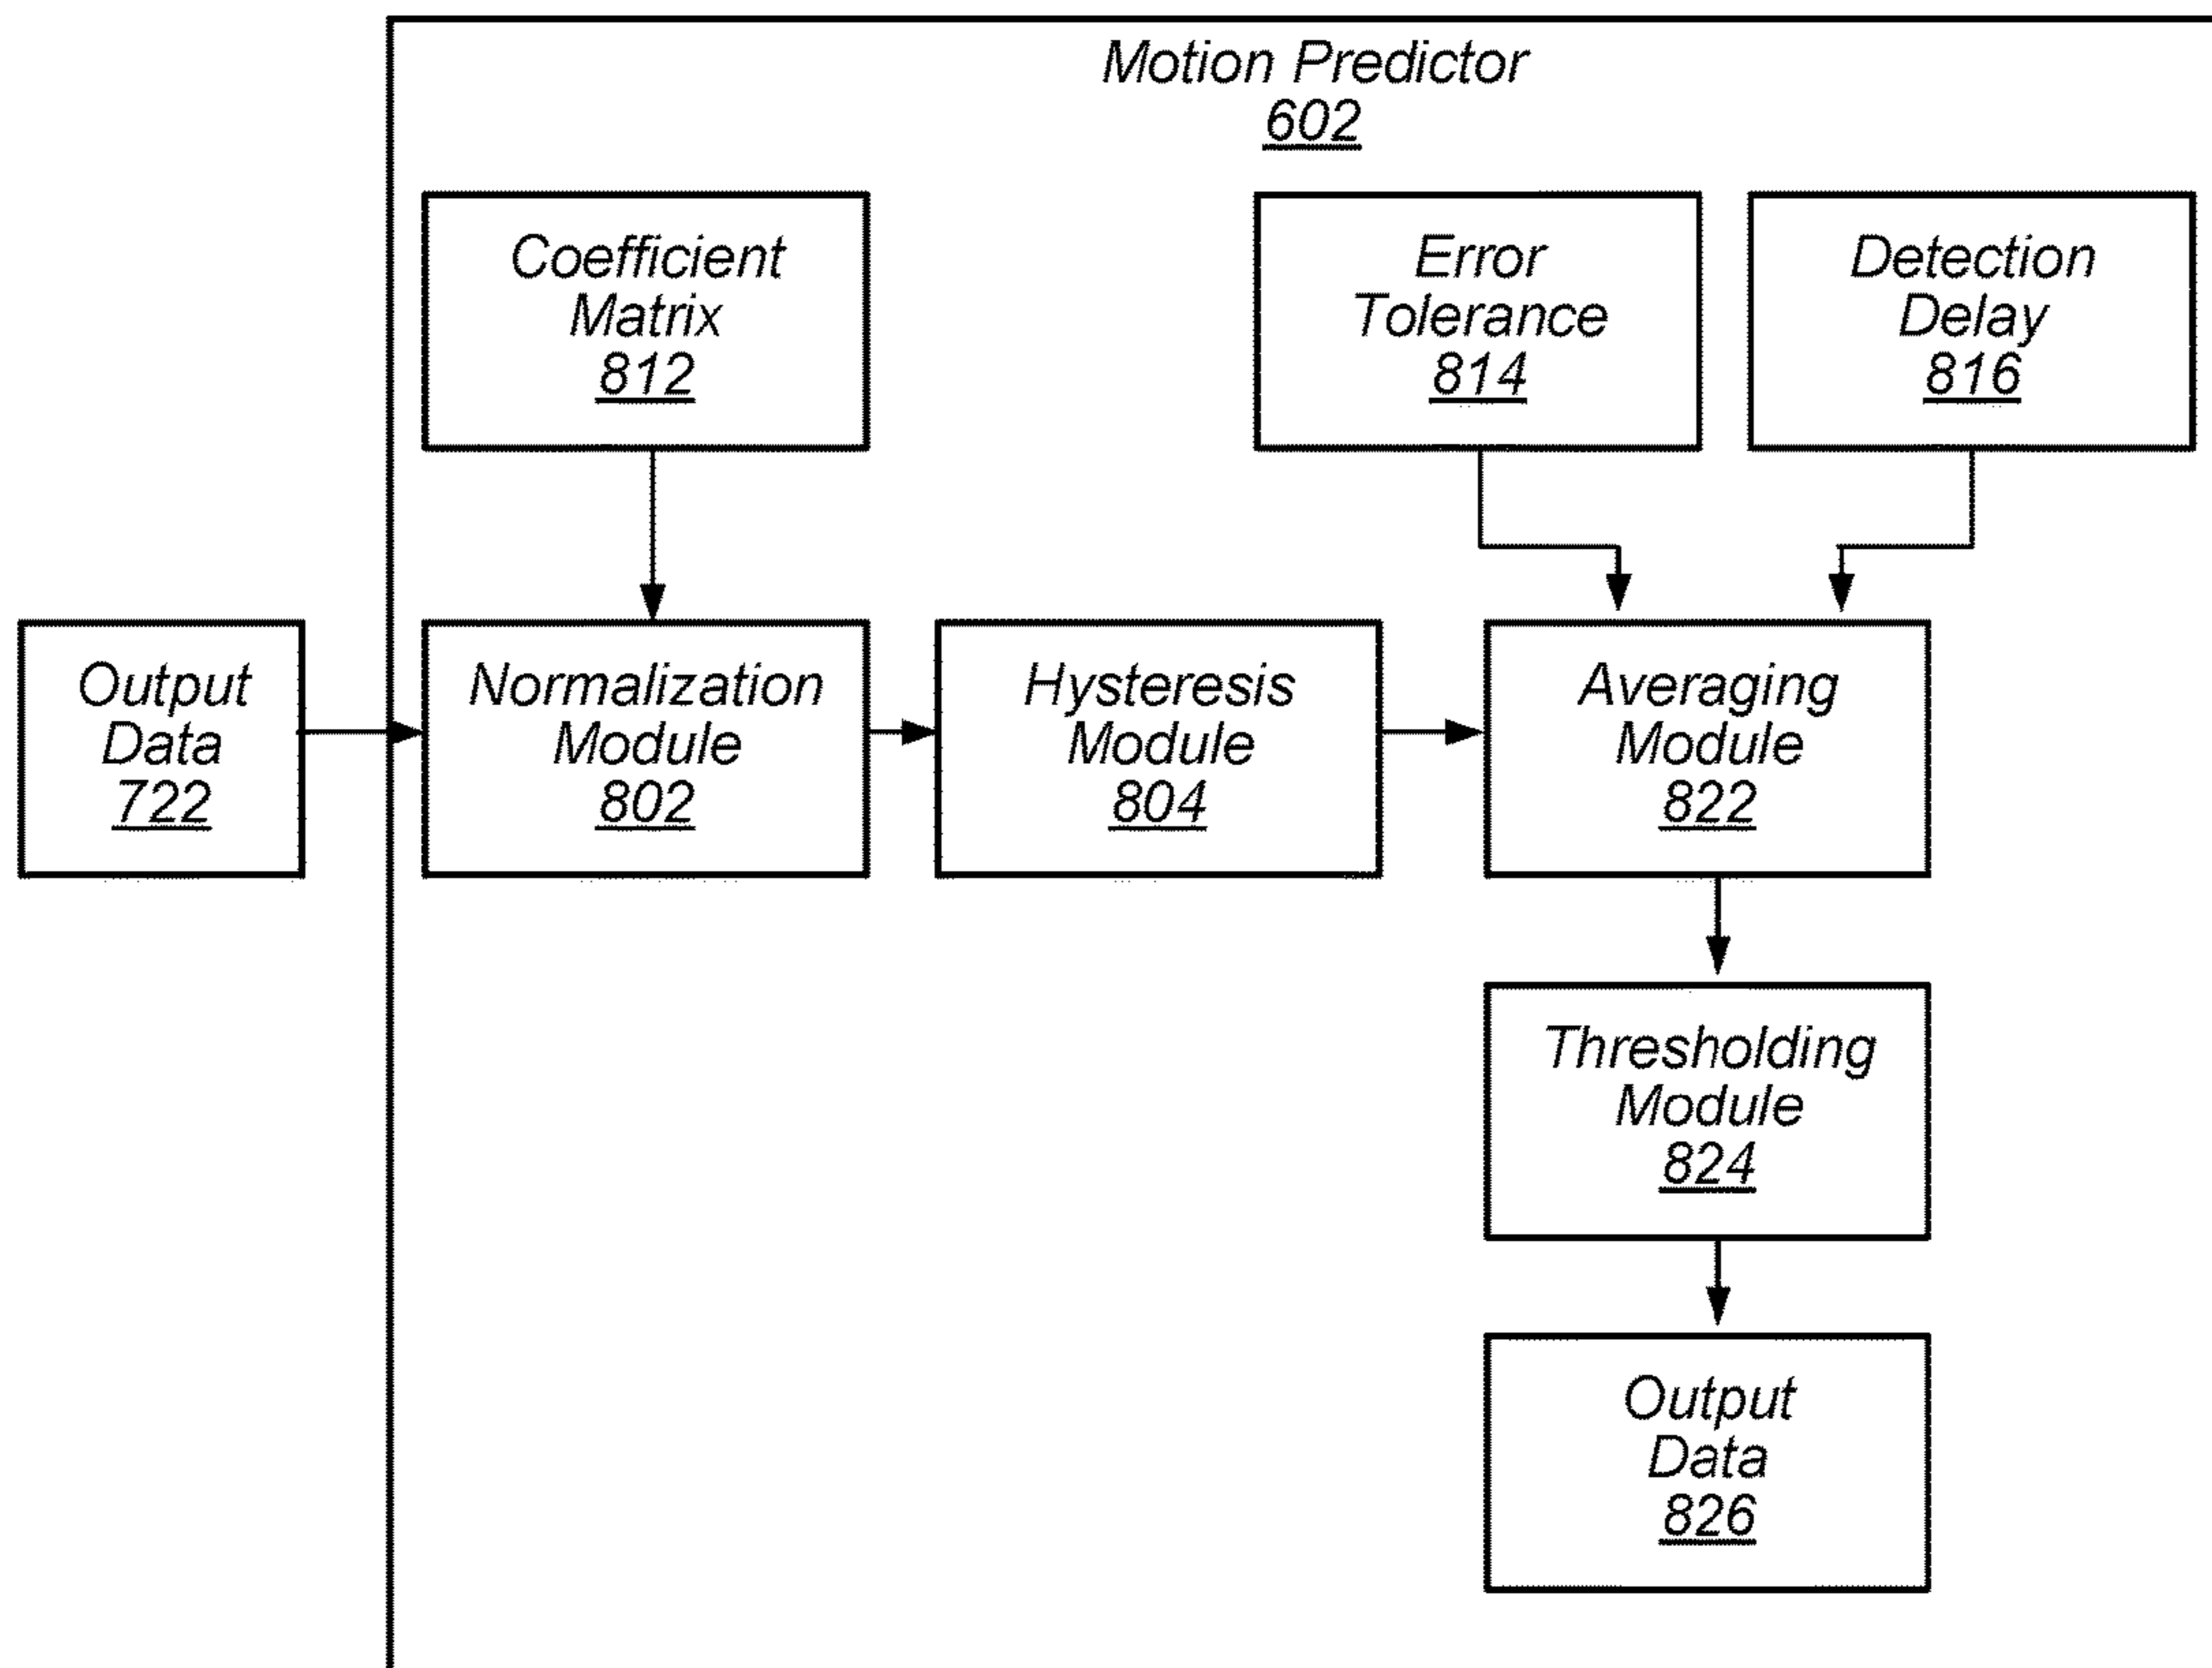 Motion Predictor
602
Coefficient
Matrix
812
Error
Tolerance
814
Detection
Delay
816
Output
Data
722
Normalization
Module
802
Hysteresis
Module
804
Averaging
Module
822
Thresholding
Module
824
Output
Data
826